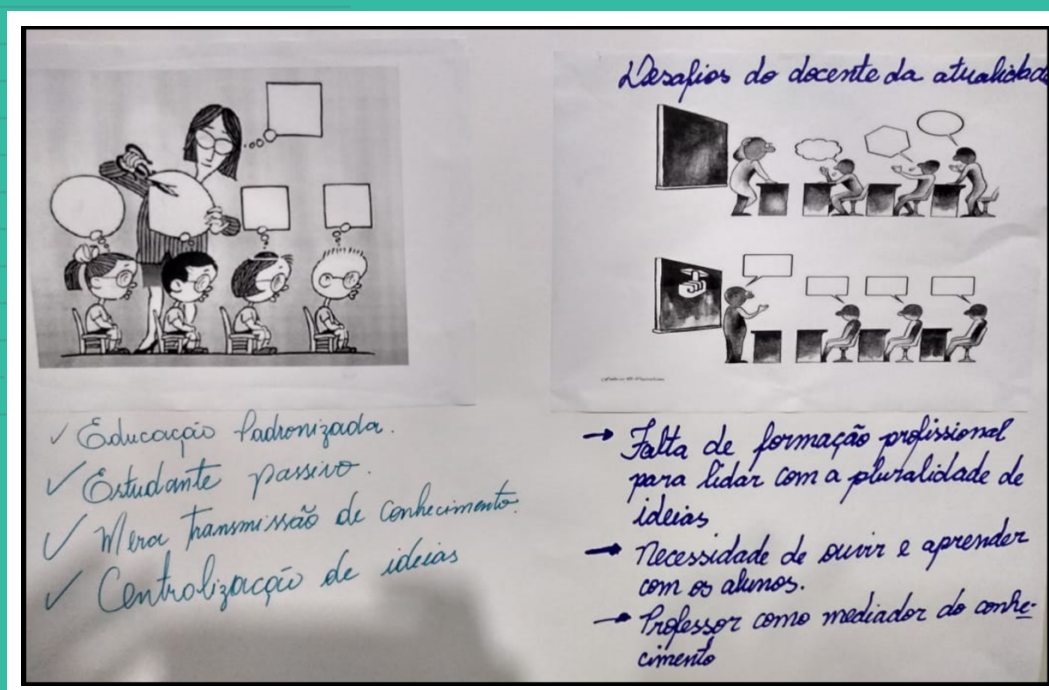 ✓ Educação Padronizada.
✓ Estudante passivo.
✓ Mera transmissão de conhecimento.
✓ Centralização de ideias
Desafios do docente da atualidade
→ Falta de formação profissional
para lidar com a pluralidade de
ideias
→ Necessidade de ouvir e aprender
com os alunos.
→ Professor como mediador do conhe-
cimento